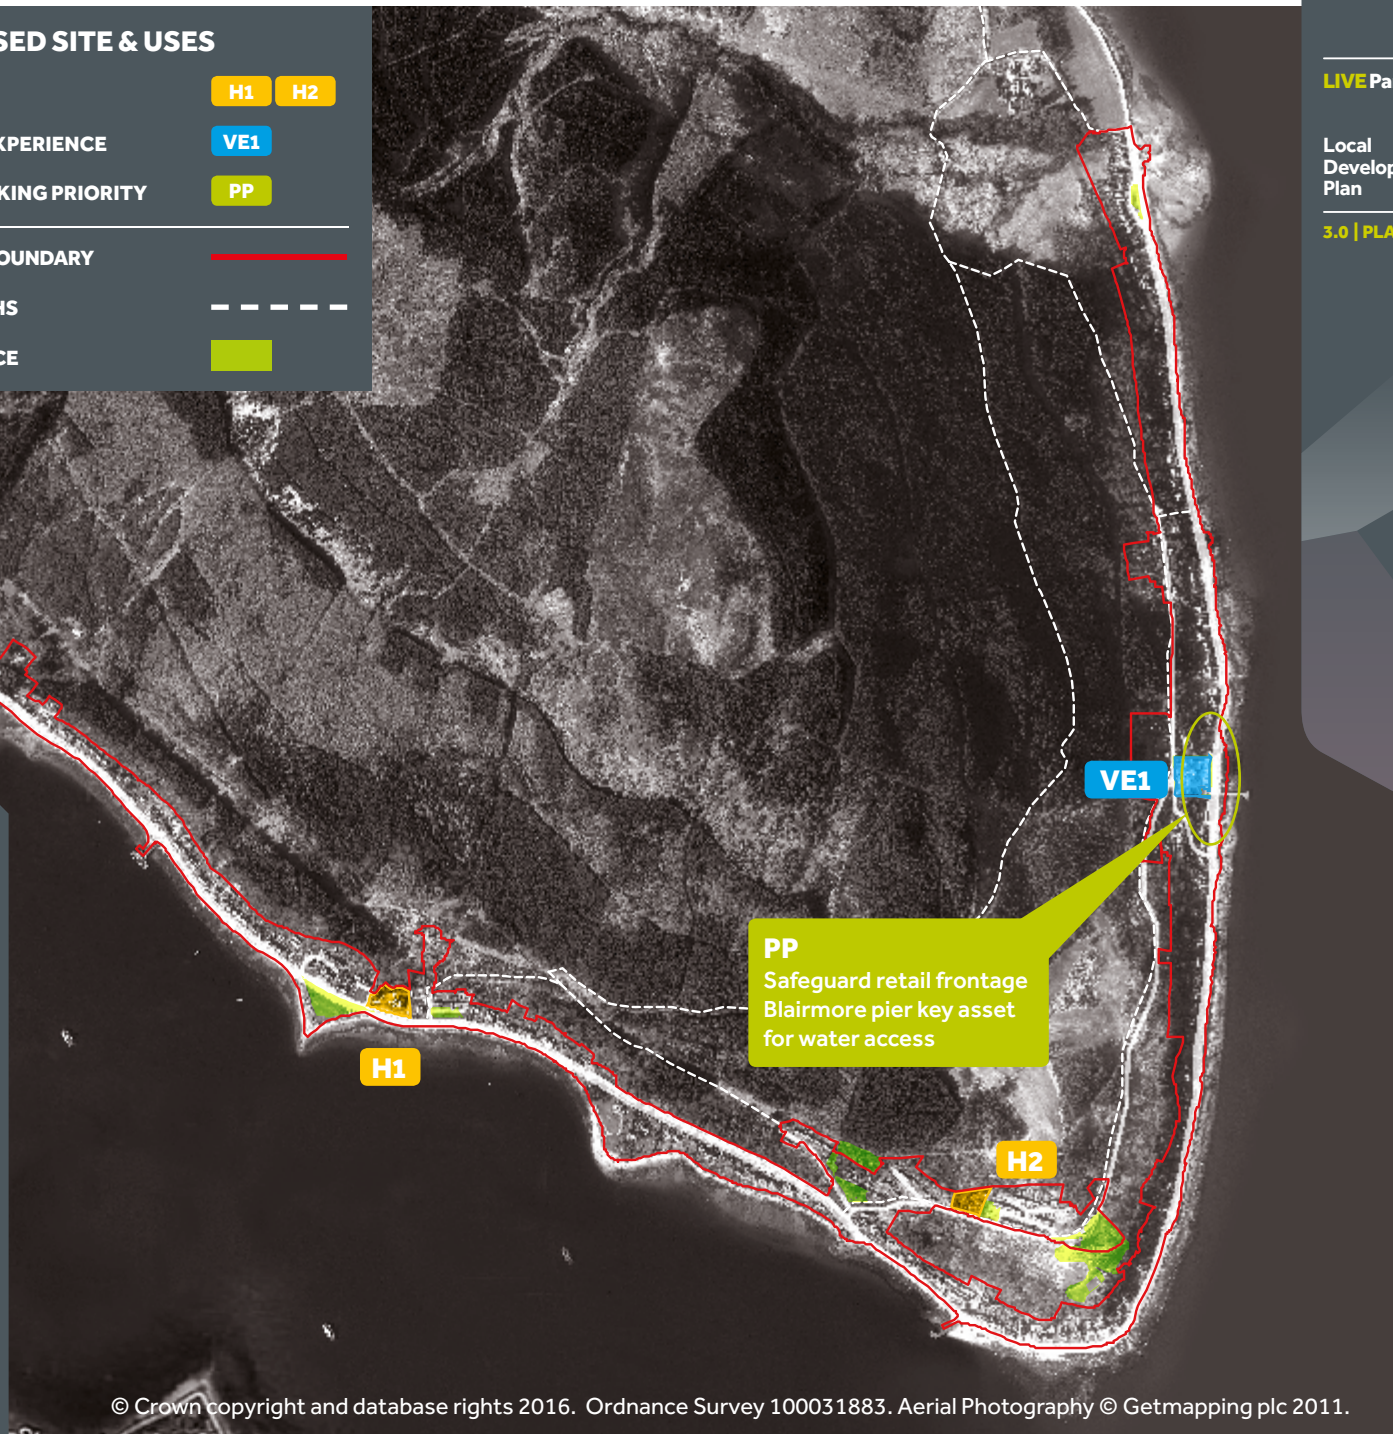 SED SITE & USES
H1 H2
XPERIENCE VE1
KING PRIORITY PP
OUNDARY
HS
CE
LIVE Pa
Local
Develop
Plan
3.0 | PLA
VE1
PP
Safeguard retail frontage
Blairmore pier key asset
for water access
H1
H2
© Crown copyright and database rights 2016. Ordnance Survey 100031883. Aerial Photography © Getmapping plc 2011.